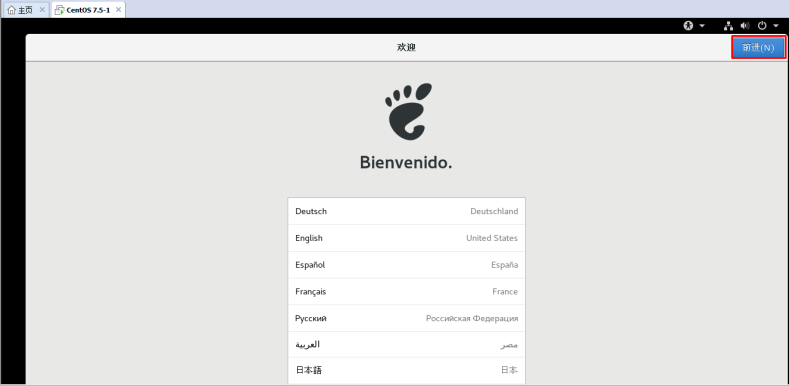 主页
CentOS 7.5-1
欢迎
前进(N)
Bienvenido.
Deutsch Deutschland
English United States
Español España
Français France
Русский Российская Федерация
العربية مصر
日本語 日本